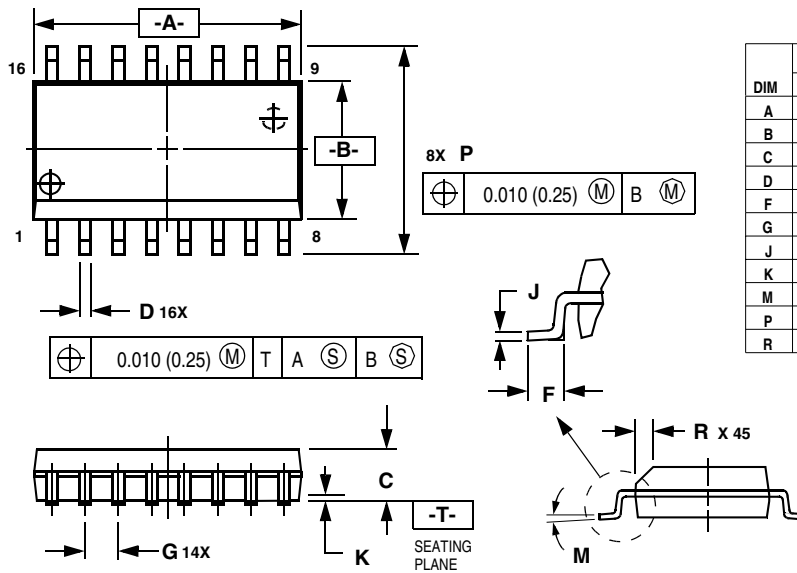 -A-
16
9
-B-
8X P
0.010 (0.25) Ⓜ B Ⓜ
1
8
D 16X
0.010 (0.25) Ⓜ T A Ⓢ B Ⓢ
J
F
R X 45
C
-T-
SEATING
PLANE
G 14X
K
M
DIM
A
B
C
D
F
G
J
K
M
P
R